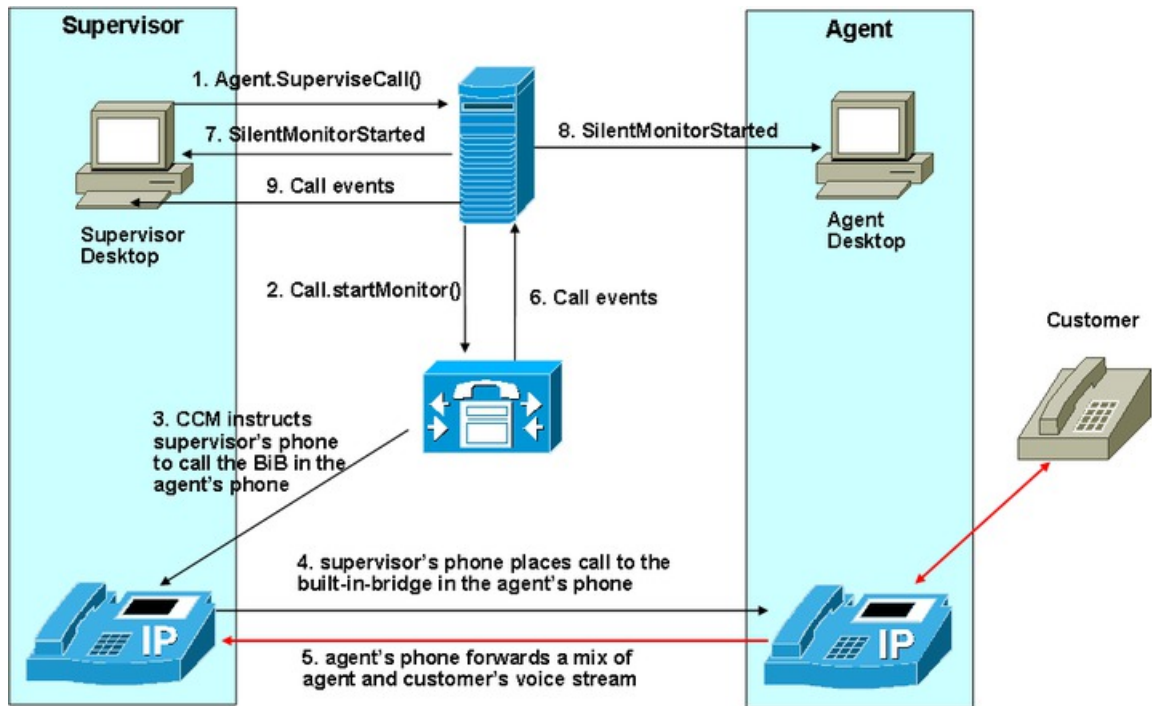 Supervisor
Agent
1. Agent.SuperviseCall()
7. SilentMonitorStarted
8. SilentMonitorStarted
9. Call events
Supervisor
Desktop
Agent
Desktop
2. Call.startMonitor()
6. Call events
Customer
3. CCM instructs
supervisor's phone
to call the BiB in the
agent's phone
4. supervisor's phone places call to the
built-in-bridge in the agent's phone
IP
IP
5. agent's phone forwards a mix of
agent and customer's voice stream